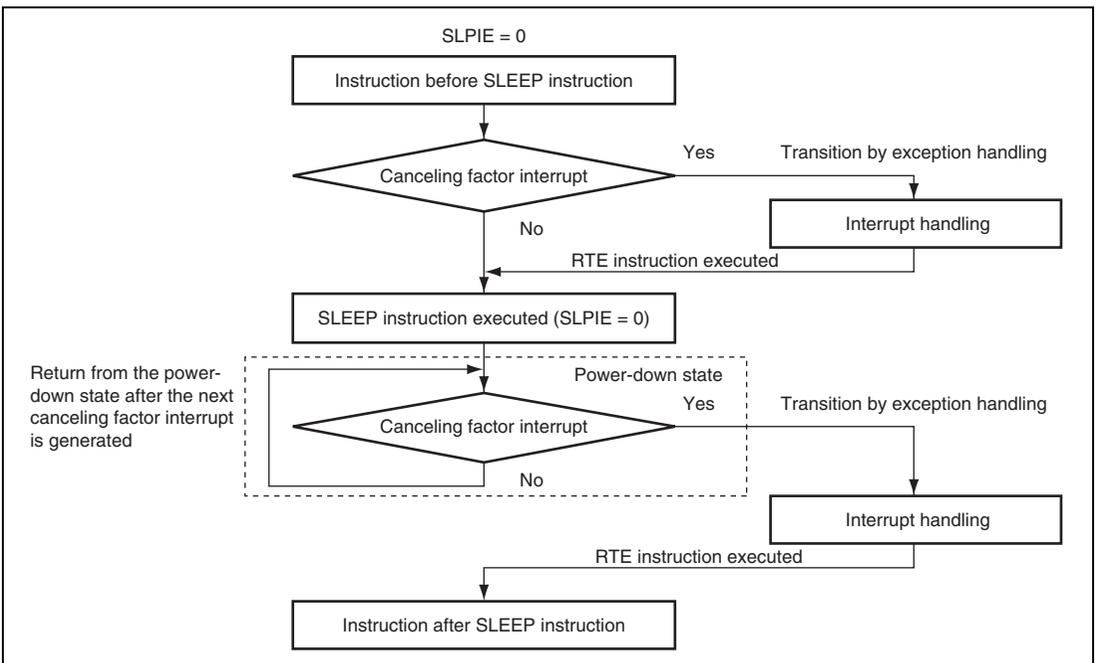 SLPIE = 0
Instruction before SLEEP instruction
Yes
Transition by exception handling
Canceling factor interrupt
Interrupt handling
No
RTE instruction executed
SLEEP instruction executed (SLPIE = 0)
Return from the power-
down state after the next
canceling factor interrupt
is generated
Power-down state
Yes
Transition by exception handling
Canceling factor interrupt
No
Interrupt handling
RTE instruction executed
Instruction after SLEEP instruction